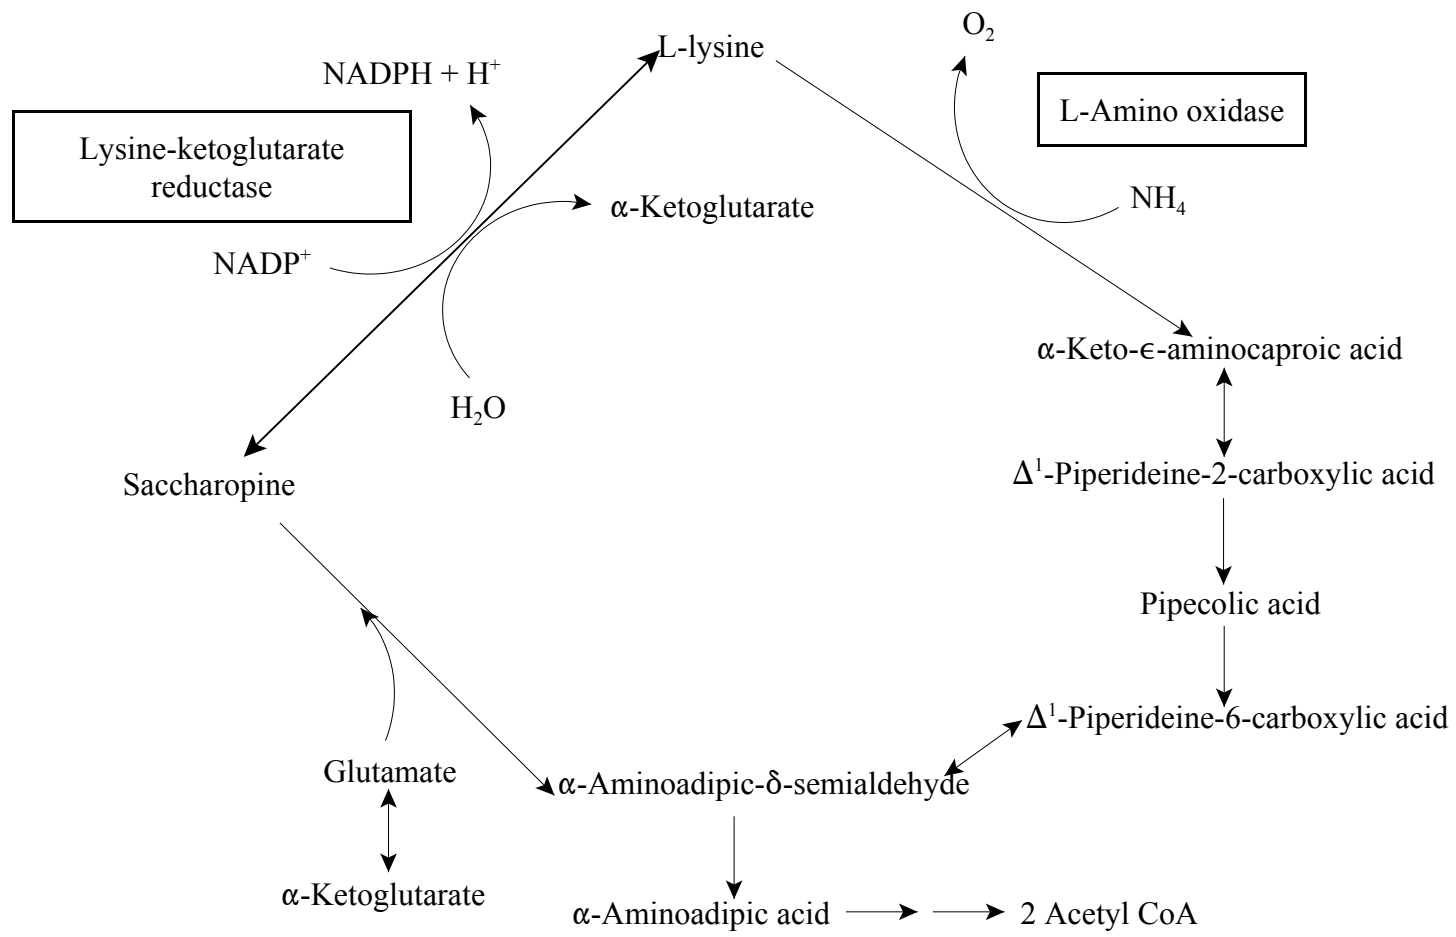 O₂
L-lysine
NADPH + H⁺
L-Amino oxidase
Lysine-ketoglutarate
reductase
NH₄
α-Ketoglutarate
NADP⁺
α-Keto-ϵ-aminocaproic acid
H₂O
Δ¹-Piperideine-2-carboxylic acid
Saccharopine
Pipecolic acid
Δ¹-Piperideine-6-carboxylic acid
Glutamate
α-Aminoadipic-δ-semialdehyde
α-Ketoglutarate
α-Aminoadipic acid
2 Acetyl CoA